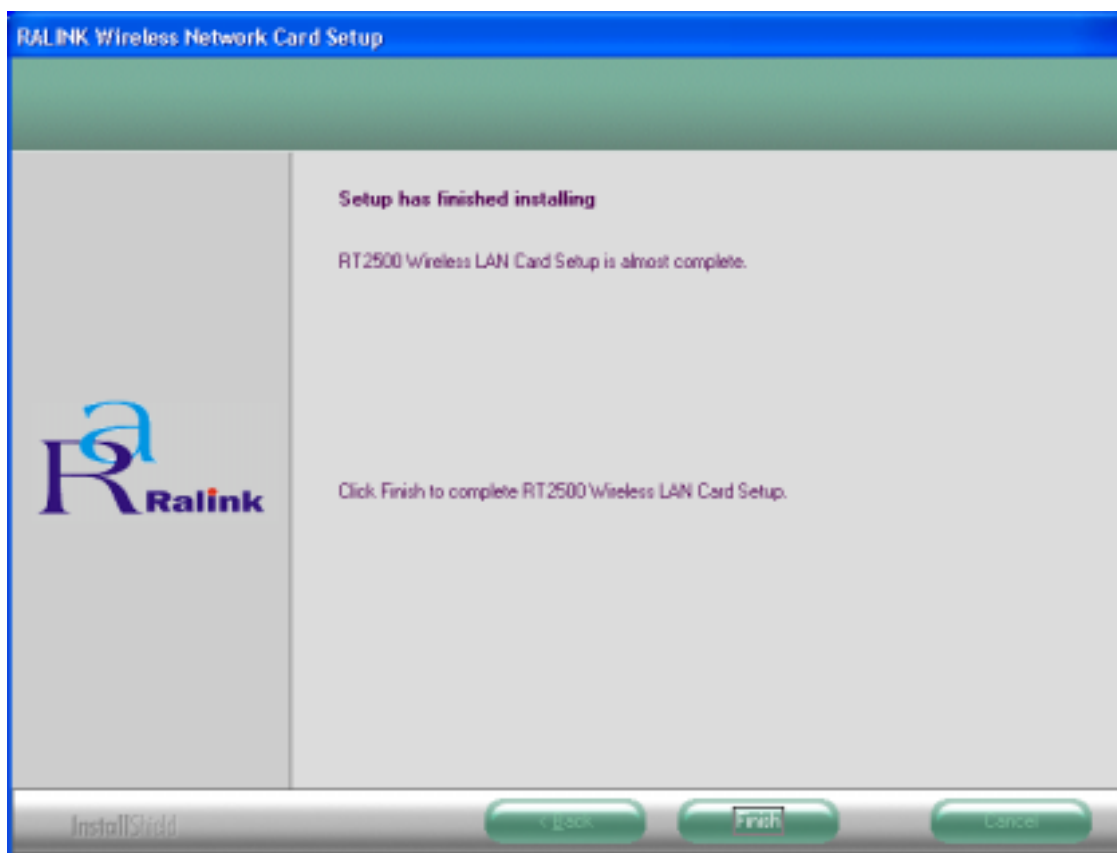 RALINK Wireless Network Card Setup
Setup has finished installing
RT2500 Wireless LAN Card Setup is almost complete.
Ra
Ralink
Click Finish to complete RT2500 Wireless LAN Card Setup.
InstallShield
< Back
Finish
Cancel